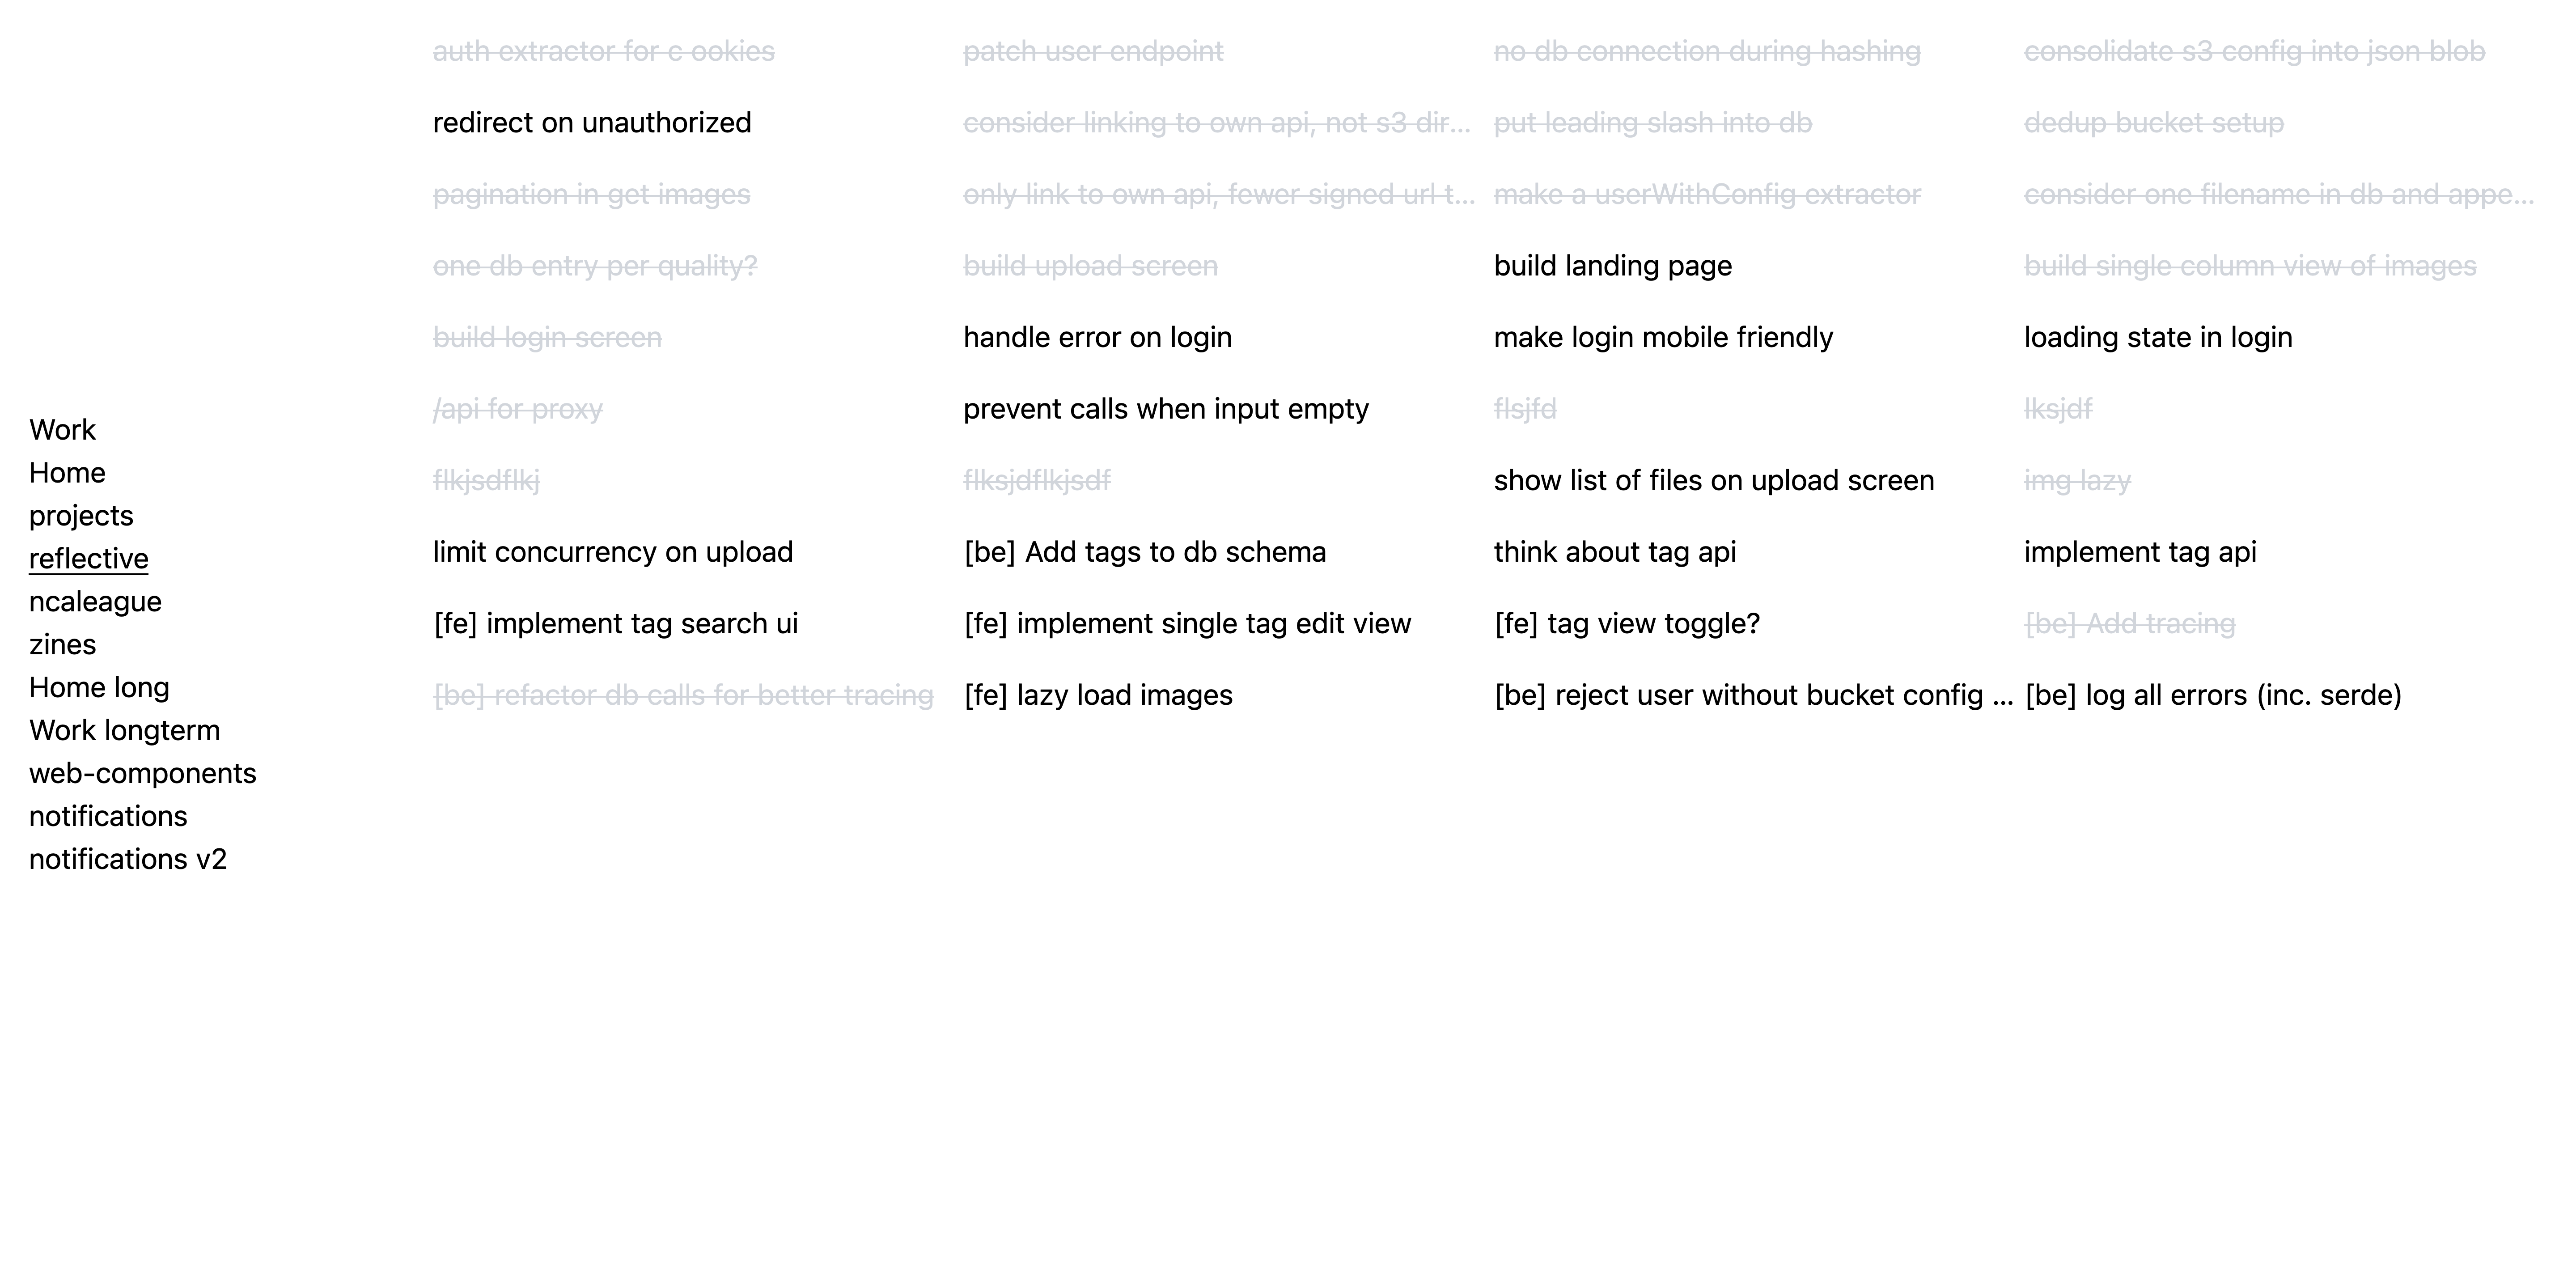 Work
Home
projects
reflective
ncaleague
zines
Home long
Work longterm
web-components
notifications
notifications v2
auth extractor for c ookies
patch user endpoint
no db connection during hashing
consolidate s3 config into json blob
redirect on unauthorized
consider linking to own api, not s3 dir...
put leading slash into db
dedup bucket setup
pagination in get images
only link to own api, fewer signed url t...
make a userWithConfig extractor
consider one filename in db and appe...
one db entry per quality?
build upload screen
build landing page
build single column view of images
build login screen
handle error on login
make login mobile friendly
loading state in login
/api for proxy
prevent calls when input empty
flsjfd
lksjdf
flkjsdflkj
flksjdflkjsdf
show list of files on upload screen
img lazy
limit concurrency on upload
[be] Add tags to db schema
think about tag api
implement tag api
[fe] implement tag search ui
[fe] implement single tag edit view
[fe] tag view toggle?
[be] Add tracing
[be] refactor db calls for better tracing
[fe] lazy load images
[be] reject user without bucket config ...
[be] log all errors (inc. serde)